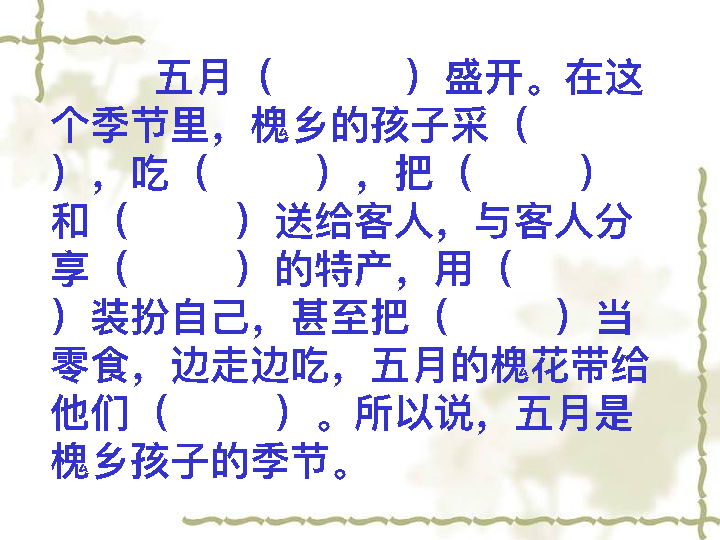 五月（　　　）盛开。在这
个季节里，槐乡的孩子采（
），吃（　　　），把（　　　）
和（　　　）送给客人，与客人分
享（　　　）的特产，用（
）装扮自己，甚至把（　　　）当
零食，边走边吃，五月的槐花带给
他们（　　　）。所以说，五月是
槐乡孩子的季节。